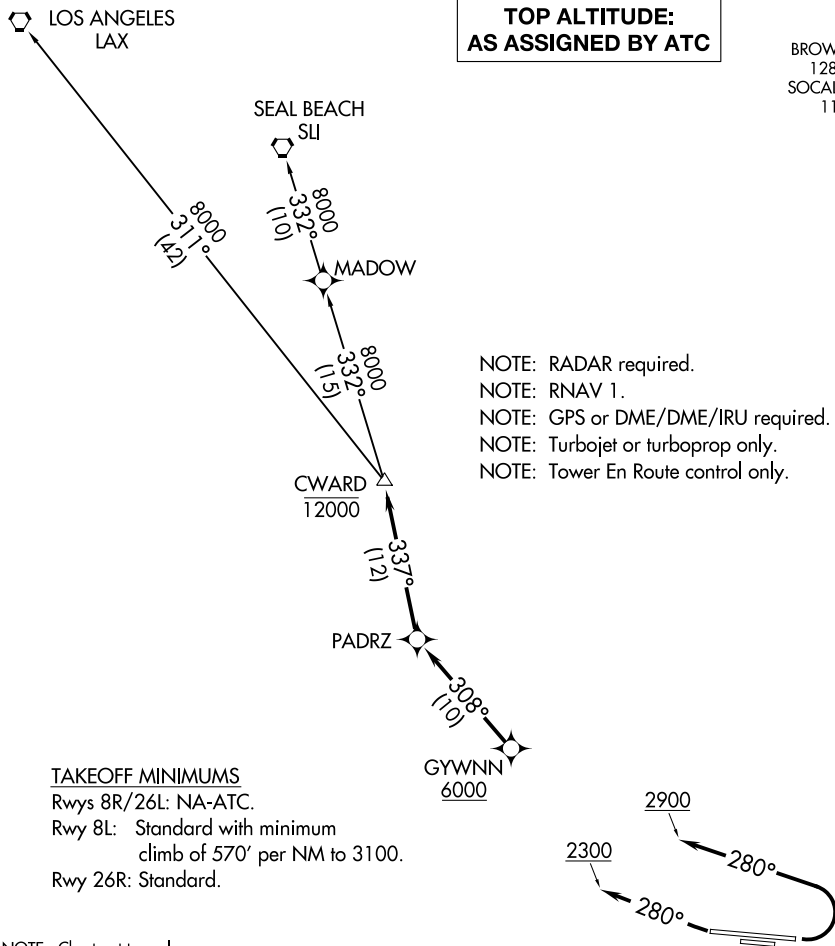 TOP ALTITUDE:
AS ASSIGNED BY ATC
LOS ANGELES
LAX
SEAL BEACH
SLI
8000
311°
(42)
8000
332°
(10)
MADOW
8000
332°
(15)
NOTE: RADAR required.
NOTE: RNAV 1.
NOTE: GPS or DME/DME/IRU required.
NOTE: Turbojet or turboprop only.
NOTE: Tower En Route control only.
CWARD
12000
337°
(12)
PADRZ
308°
(10)
GYWNN
6000
TAKEOFF MINIMUMS
Rwys 8R/26L: NA-ATC.
Rwy 8L: Standard with minimum
climb of 570' per NM to 3100.
Rwy 26R: Standard.
2900
280°
2300
280°